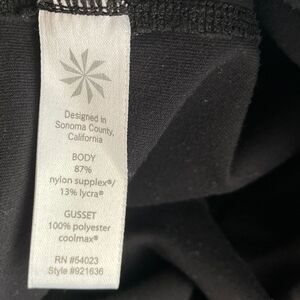 Designed in
Sonoma County,
California
BODY
87%
nylon supplex®/
13% lycra®
GUSSET
100% polyester
coolmax®
RN #54023
Style #921636